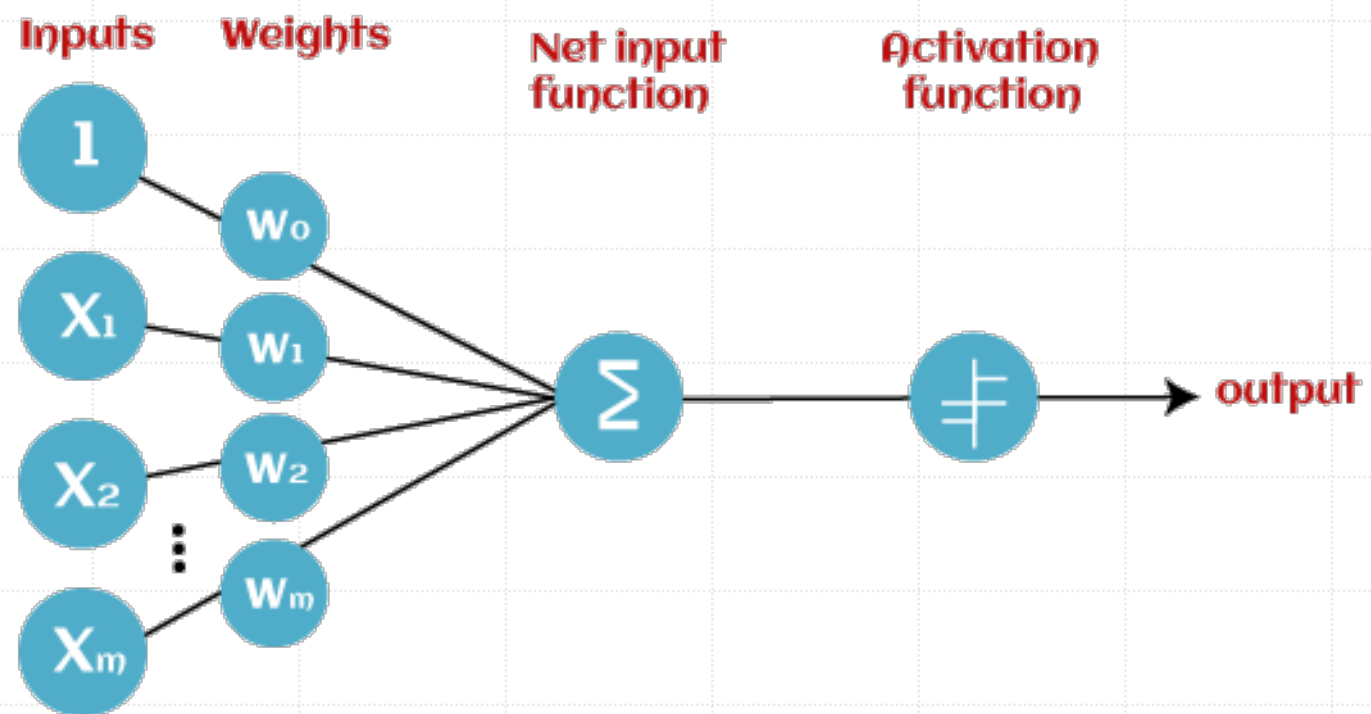 Inputs
Weights
Net input
function
Activation
function
1
W0
X1
W1
Σ
output
X2
W2
Xm
Wm